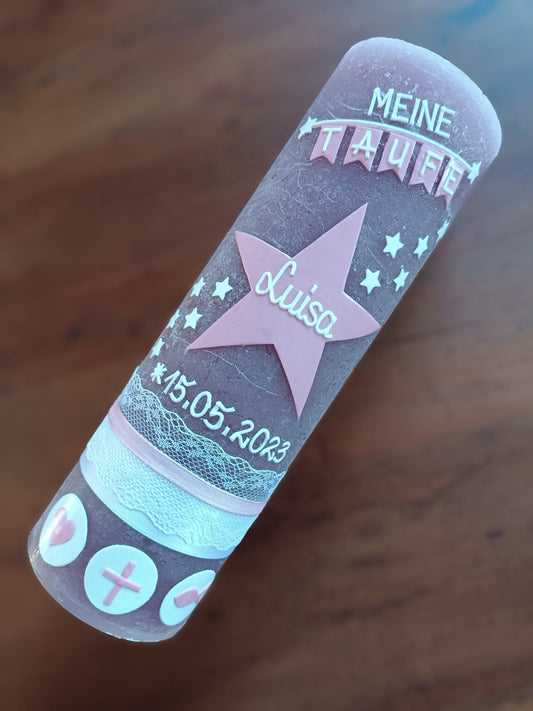 MEINE
TAUFE
Luisa
*15.05.2023